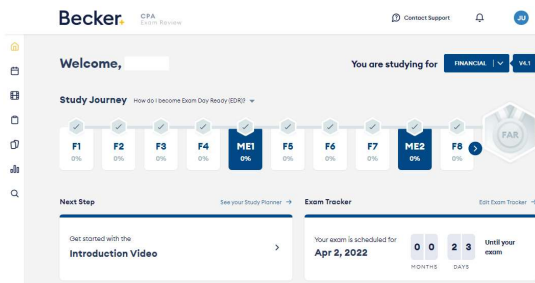 Becker. CPA Exam Review
Contact Support
JU
Welcome,
You are studying for FINANCIAL V4.1
Study Journey How do I become Exam Day Ready (EDR)?
F1 F2 F3 F4 ME1 F5 F6 F7 ME2 F8 FAR
0% 0% 0% 0% 0% 0% 0% 0% 0% 0%
Next Step See your Study Planner → Exam Tracker Edit Exam Tracker →
Get started with the
Introduction Video
Your exam is scheduled for
Apr 2, 2022
0 0 2 3
MONTHS DAYS
Until your
exam